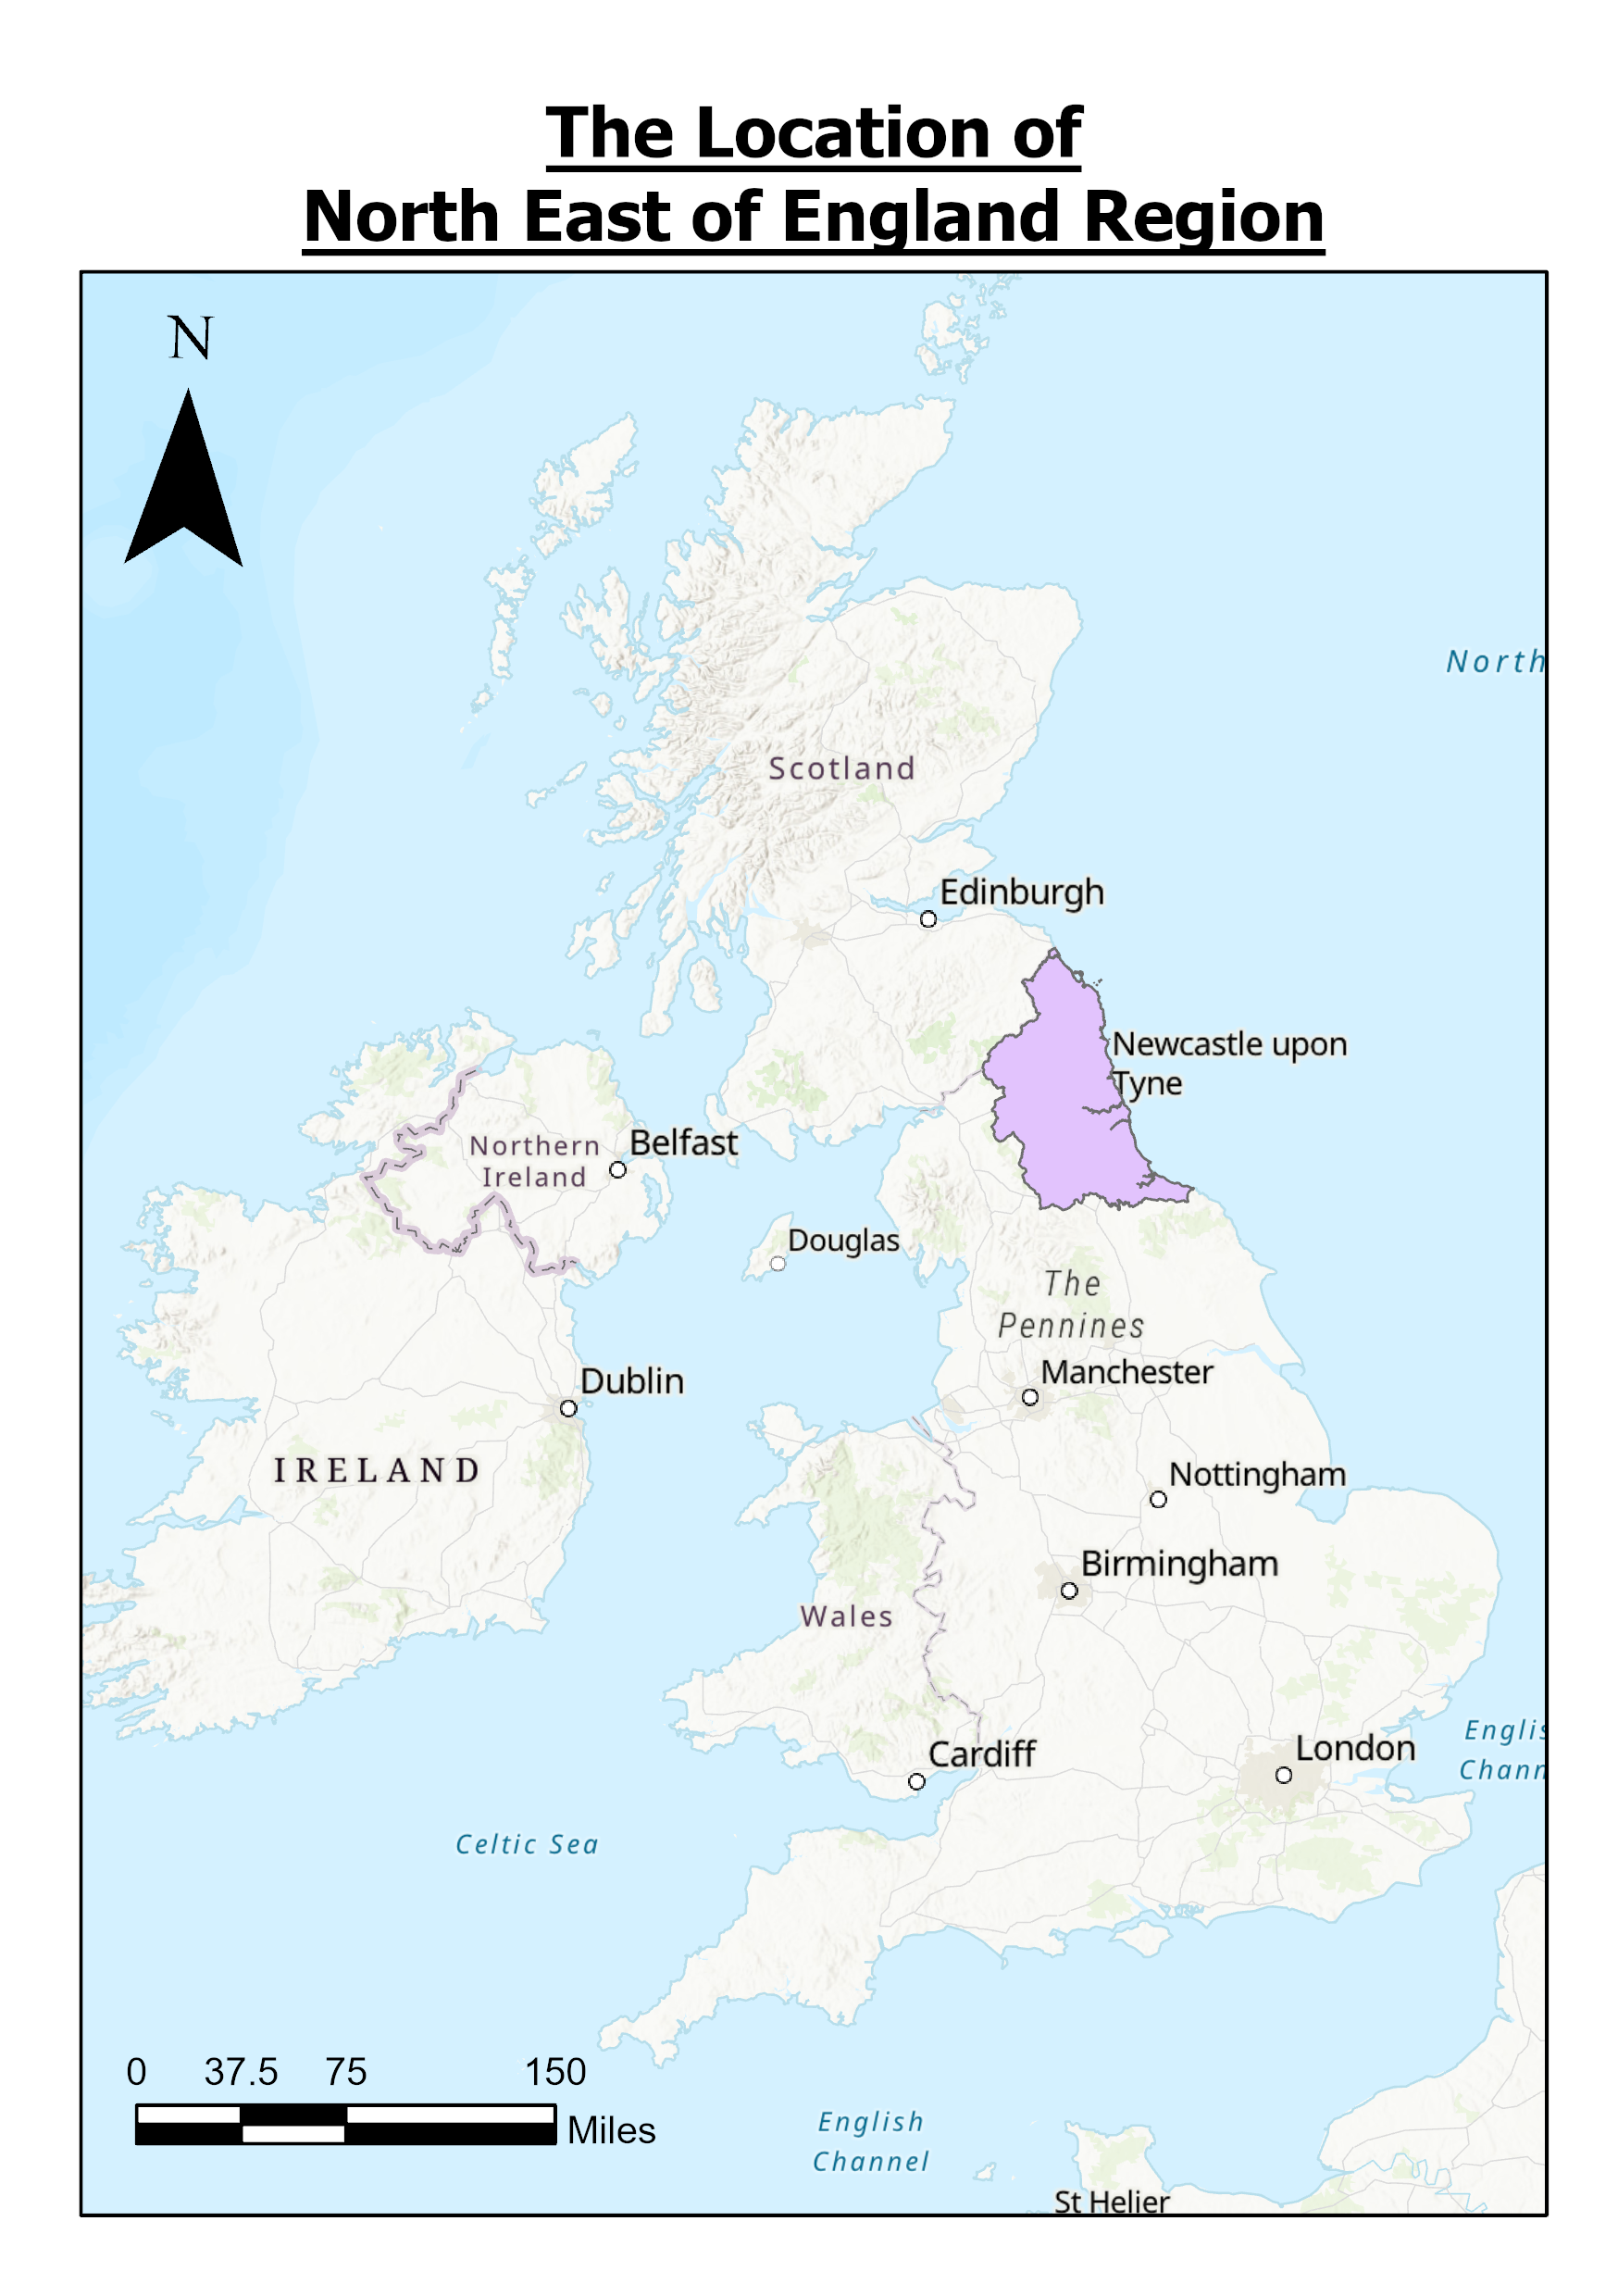 The Location of
North East of England Region
N
North
Scotland
Edinburgh
Newcastle upon
Tyne
Northern
Ireland
Belfast
Douglas
The
Pennines
Manchester
Dublin
IRELAND
Nottingham
Birmingham
Wales
Englis
Chann
London
Cardiff
Celtic Sea
0 37.5 75 150
Miles
English
Channel
St Helier